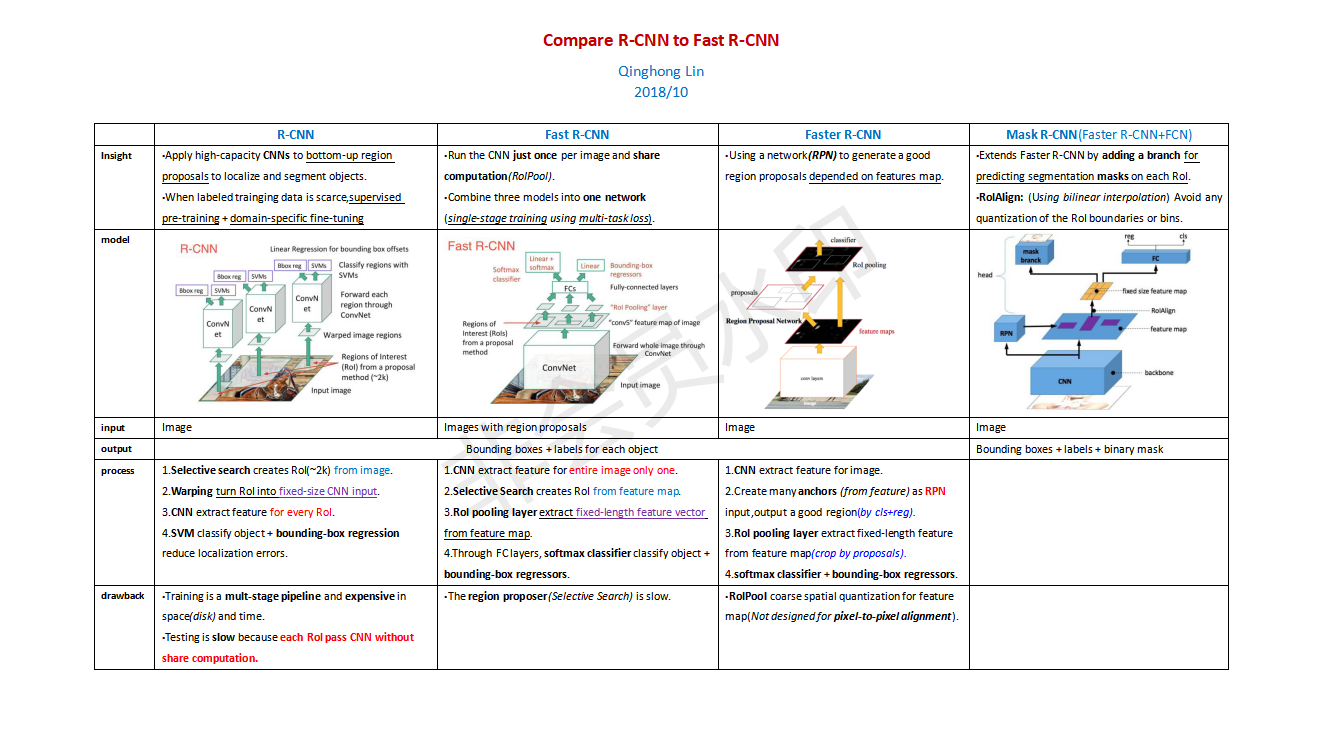 Compare R-CNN to Fast R-CNN
Qinghong Lin
2018/10
R-CNN
Fast R-CNN
Faster R-CNN
Mask R-CNN(Faster R-CNN+FCN)
Insight
·Apply high-capacity CNNs to bottom-up region
proposals to localize and segment objects.
·When labeled trainging data is scarce,supervised
pre-training + domain-specific fine-tuning
·Run the CNN just once per image and share
computation(RoIPool).
·Combine three models into one network
(single-stage training using multi-task loss).
·Using a network(RPN) to generate a good
region proposals depended on features map.
·Extends Faster R-CNN by adding a branch for
predicting segmentation masks on each RoI.
·RoIAlign: (Using bilinear interpolation) Avoid any
quantization of the RoI boundaries or bins.
model
R-CNN
Linear Regression for bounding box offsets
Bbox reg
SVMs
Classify regions with
SVMs
Bbox reg
SVMs
Bbox reg
SVMs
ConvN
et
Forward each
region through
ConvNet
ConvN
et
ConvN
et
Warped image regions
Regions of Interest
(RoI) from a proposal
method (~2k)
Input image
Fast R-CNN
Linear +
softmax
Softmax
classifier
Linear
Bounding-box
regressors
FCs
Fully-connected layers
"RoI Pooling" layer
Regions of
Interest (RoIs)
from a proposal
method
"conv5" feature map of image
Forward whole image through
ConvNet
ConvNet
Input image
classifier
RoI pooling
proposals
Region Proposal Network
feature maps
conv layers
image
reg
cls
mask
branck
FC
head
fixed size feature map
RoIAlign
RPN
feature map
CNN
backbone
input
Image
Images with region proposals
Image
Image
output
Bounding boxes + labels for each object
Bounding boxes + labels + binary mask
process
1.Selective search creates RoI(~2k) from image.
2.Warping turn RoI into fixed-size CNN input.
3.CNN extract feature for every RoI.
4.SVM classify object + bounding-box regression
reduce localization errors.
1.CNN extract feature for entire image only one.
2.Selective Search creates RoI from feature map.
3.RoI pooling layer extract fixed-length feature vector
from feature map.
4.Through FC layers, softmax classifier classify object +
bounding-box regressors.
1.CNN extract feature for image.
2.Create many anchors (from feature) as RPN
input,output a good region(by cls+reg).
3.RoI pooling layer extract fixed-length feature
from feature map(crop by proposals).
4.softmax classifier + bounding-box regressors.
drawback
·Training is a mult-stage pipeline and expensive in
space(disk) and time.
·Testing is slow because each RoI pass CNN without
share computation.
·The region proposer(Selective Search) is slow.
·RoIPool coarse spatial quantization for feature
map(Not designed for pixel-to-pixel alignment).
非会员水印